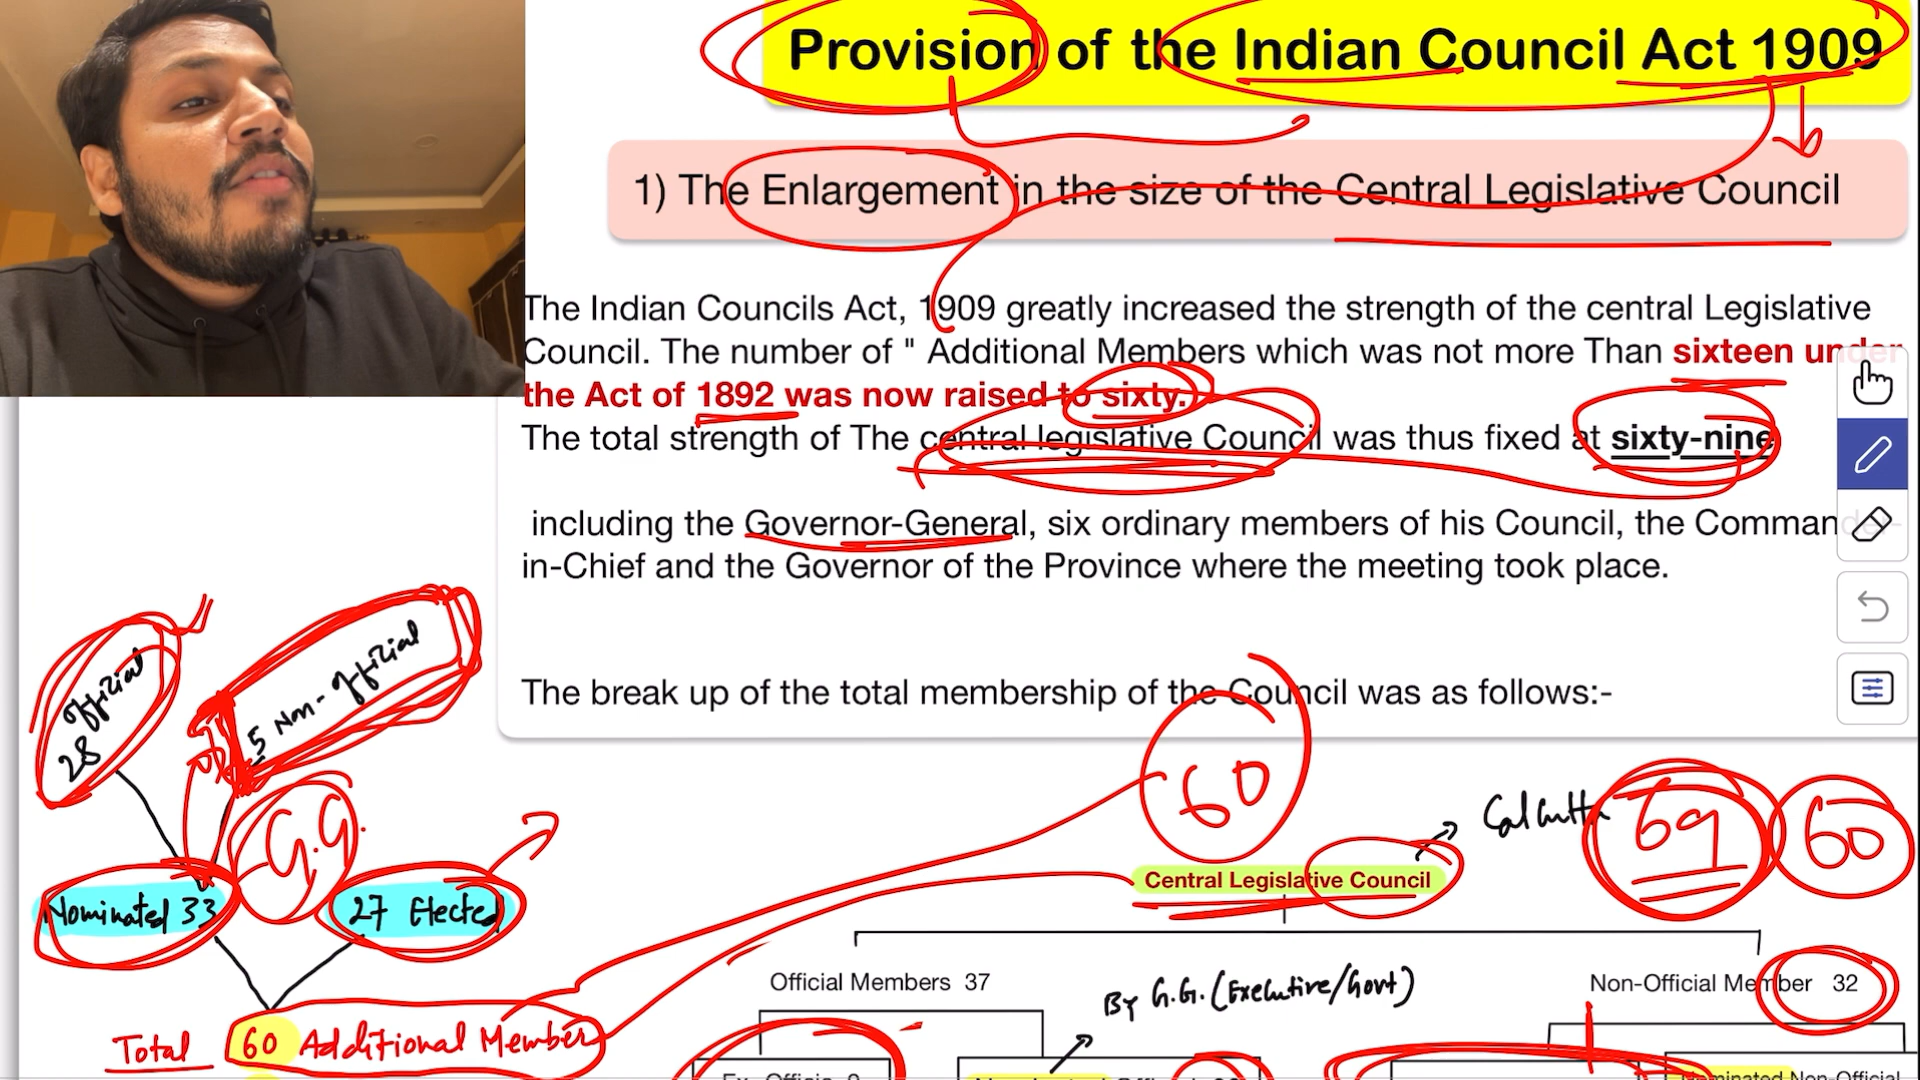 Provision of the Indian Council Act 1909
1) The Enlargement in the size of the Central Legislative Council
The Indian Councils Act, 1909 greatly increased the strength of the central Legislative
Council. The number of " Additional Members which was not more Than sixteen under
the Act of 1892 was now raised to sixty.
The total strength of The central legislative Council was thus fixed at sixty-nine
including the Governor-General, six ordinary members of his Council, the Commander-
in-Chief and the Governor of the Province where the meeting took place.
The break up of the total membership of the Council was as follows:-
28 Official
5 Non-Official
G.G.
Nominated 33
27 Elected
Total 60 Additional Member
60
Calcutta
69
60
Central Legislative Council
Official Members 37
By G.G. (Executive/Govt)
Non-Official Member 32
Nominated Non-Official